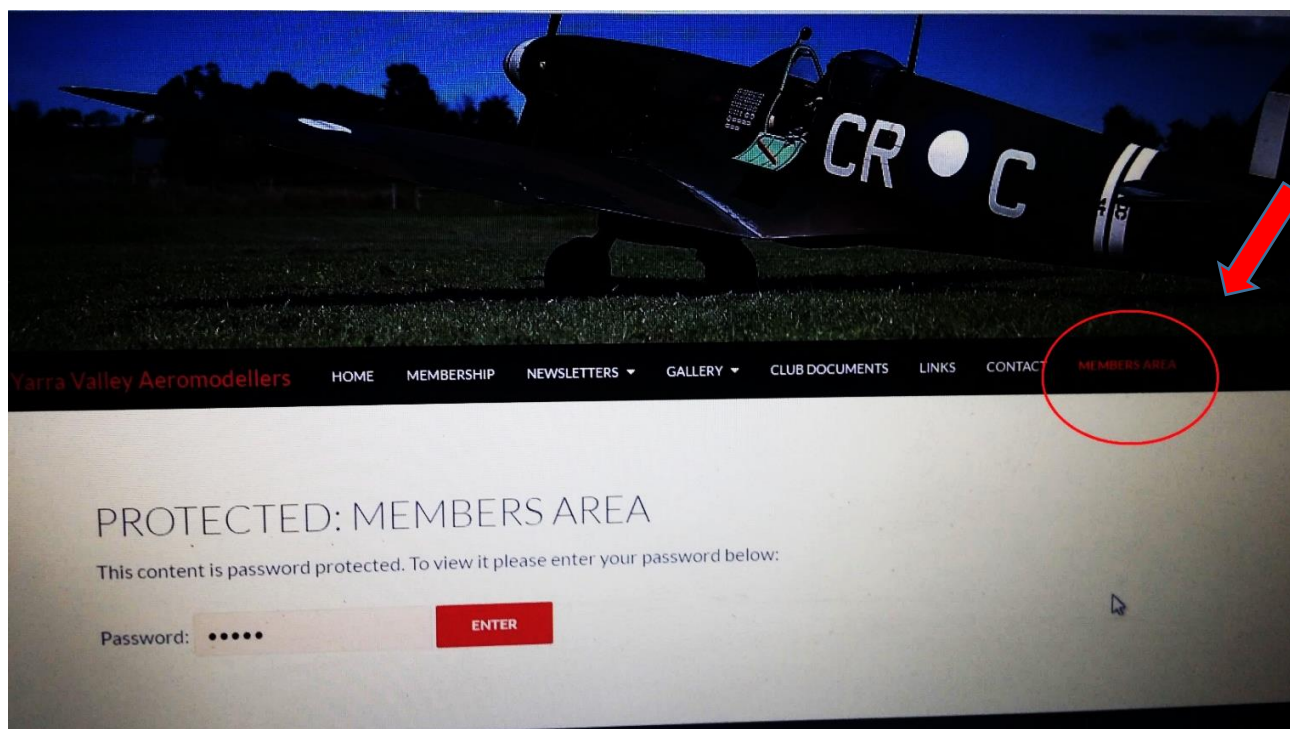 CR C
Yarra Valley Aeromodellers HOME MEMBERSHIP NEWSLETTERS GALLERY CLUB DOCUMENTS LINKS CONTACT MEMBERS AREA
PROTECTED: MEMBERS AREA
This content is password protected. To view it please enter your password below:
Password: ••••• ENTER